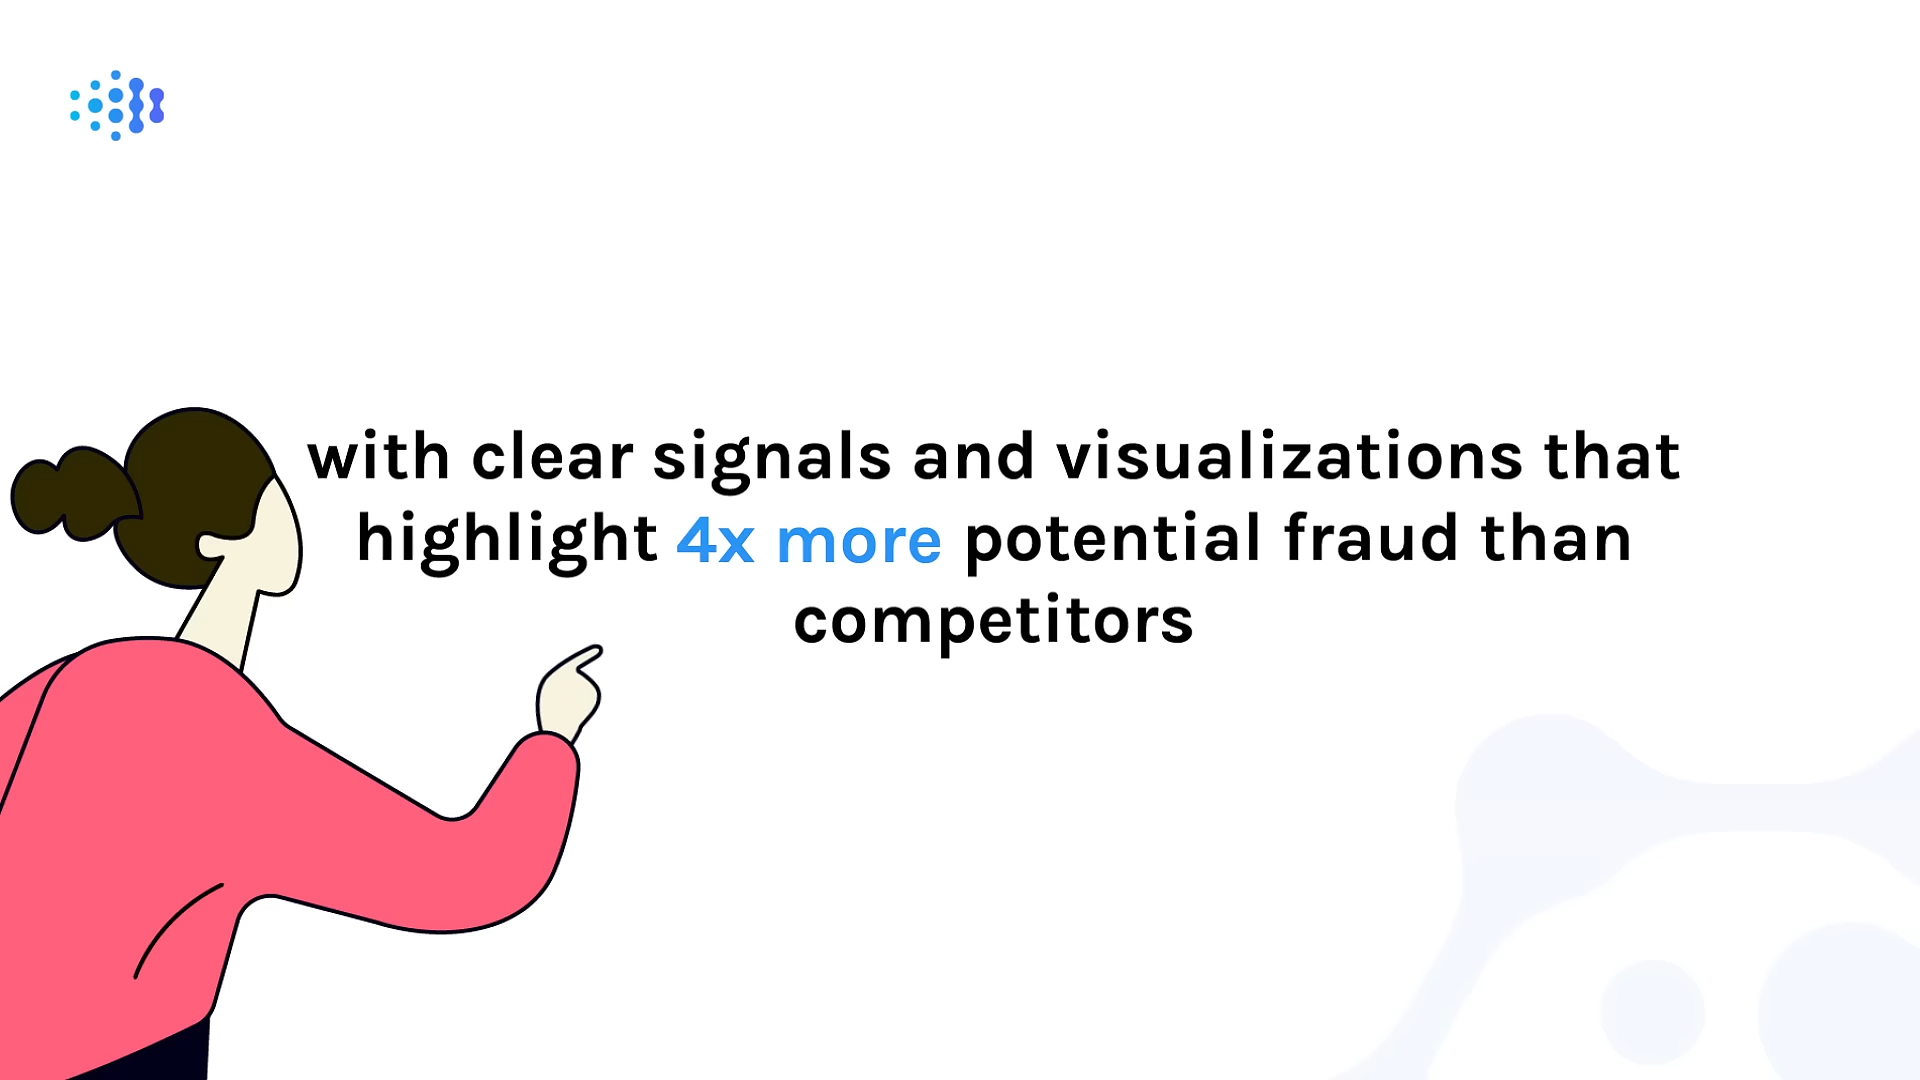 with clear signals and visualizations that
highlight 4x more potential fraud than
competitors